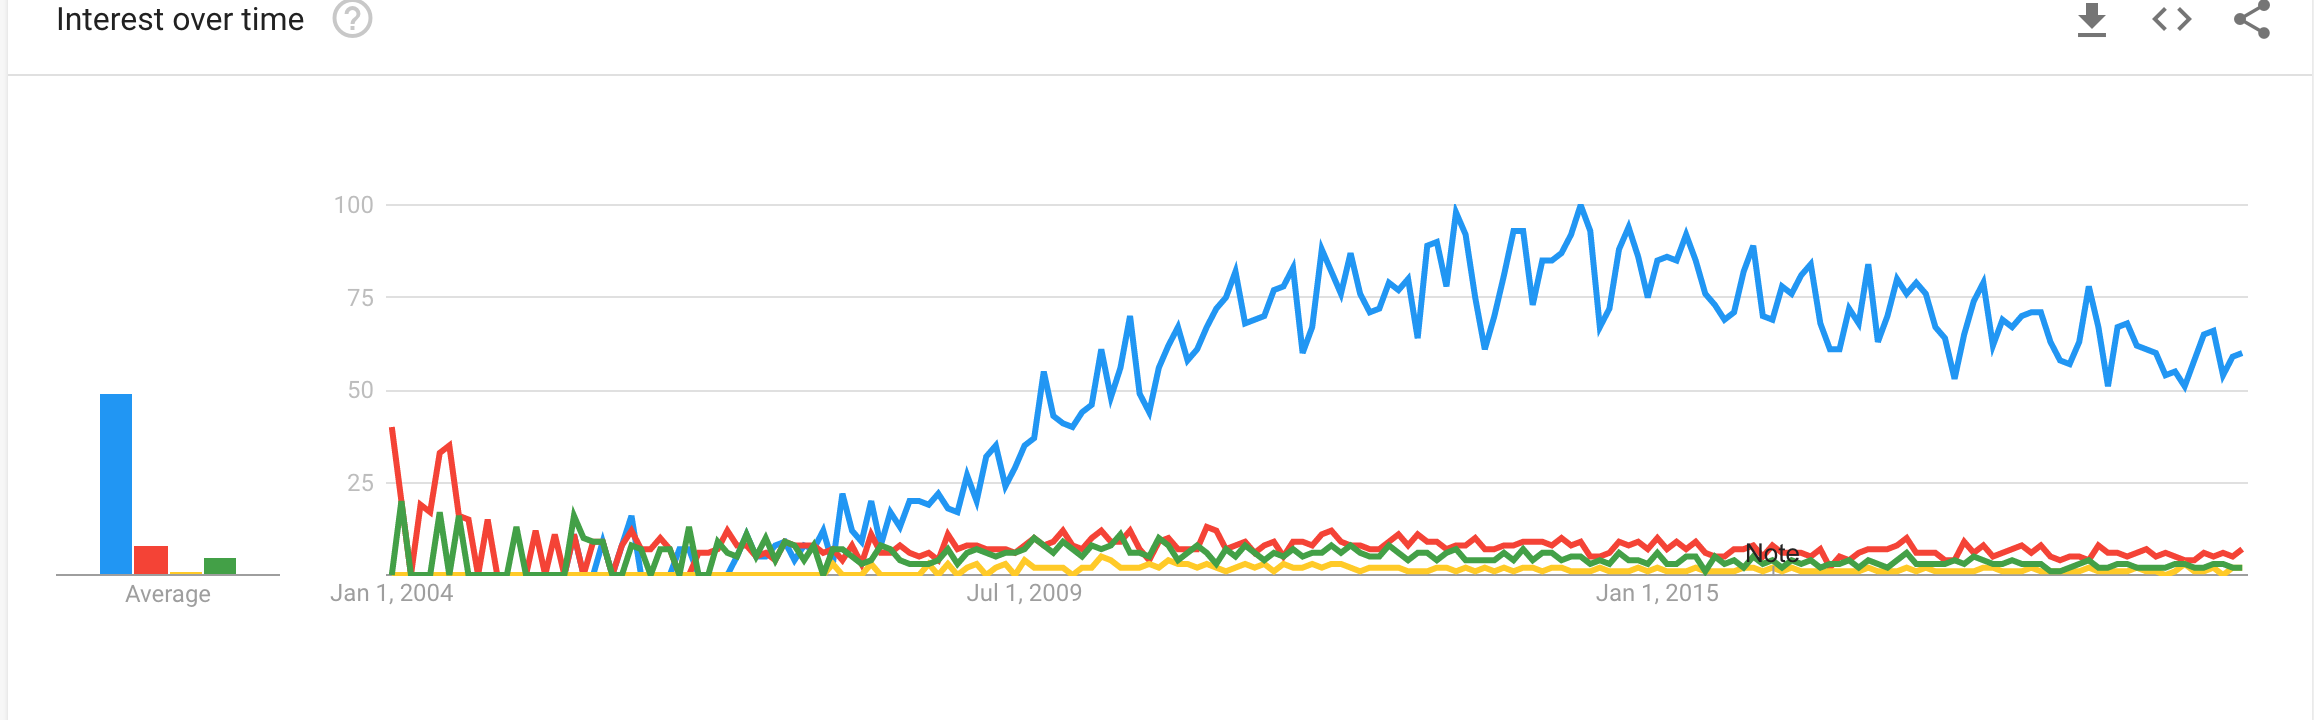 Interest over time ?
100
75
50
25
Note
Average
Jan 1, 2004
Jul 1, 2009
Jan 1, 2015